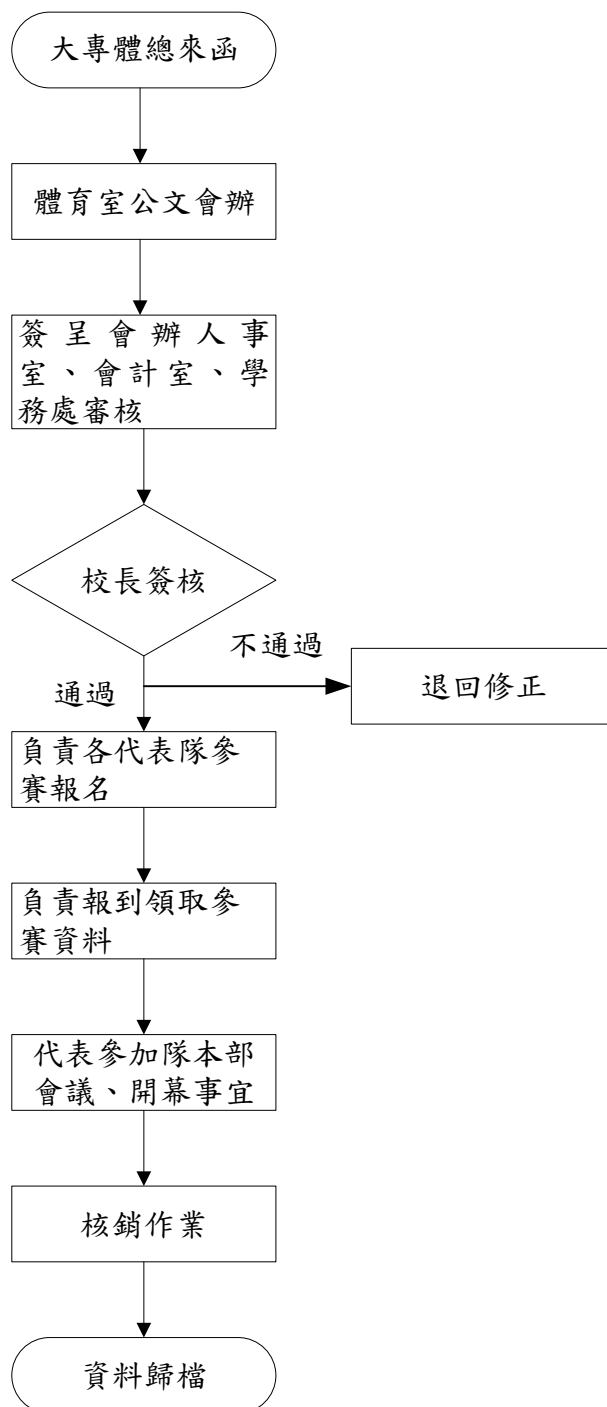 大專體總來函
體育室公文會辦
簽呈會辦人事
室、會計室、學
務處審核
校長簽核
不通過
退回修正
通過
負責各代表隊參
賽報名
負責報到領取參
賽資料
代表參加隊本部
會議、開幕事宜
核銷作業
資料歸檔